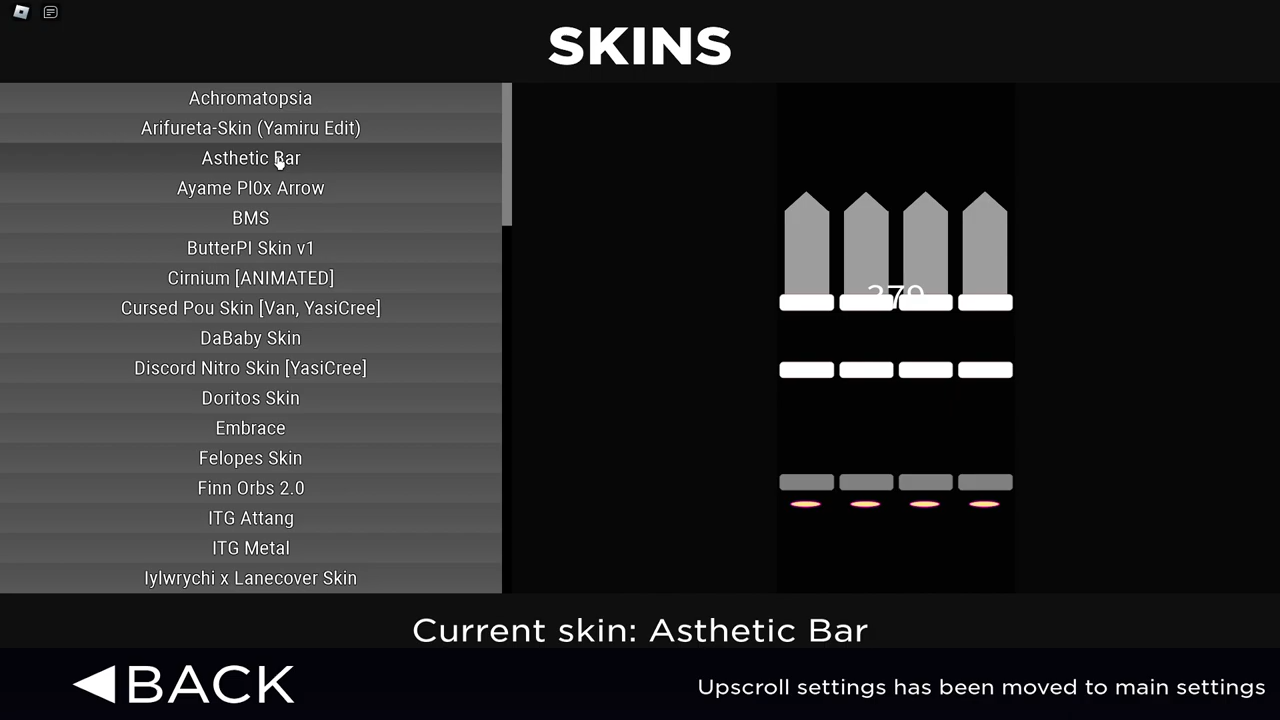 SKINS
Achromatopsia
Arifureta-Skin (Yamiru Edit)
Asthetic Bar
Ayame Pl0x Arrow
BMS
ButterPI Skin v1
Cirnium [ANIMATED]
Cursed Pou Skin [Van, YasiCree]
DaBaby Skin
Discord Nitro Skin [YasiCree]
Doritos Skin
Embrace
Felopes Skin
Finn Orbs 2.0
ITG Attang
ITG Metal
Iylwrychi x Lanecover Skin
Current skin: Asthetic Bar
BACK
Upscroll settings has been moved to main settings